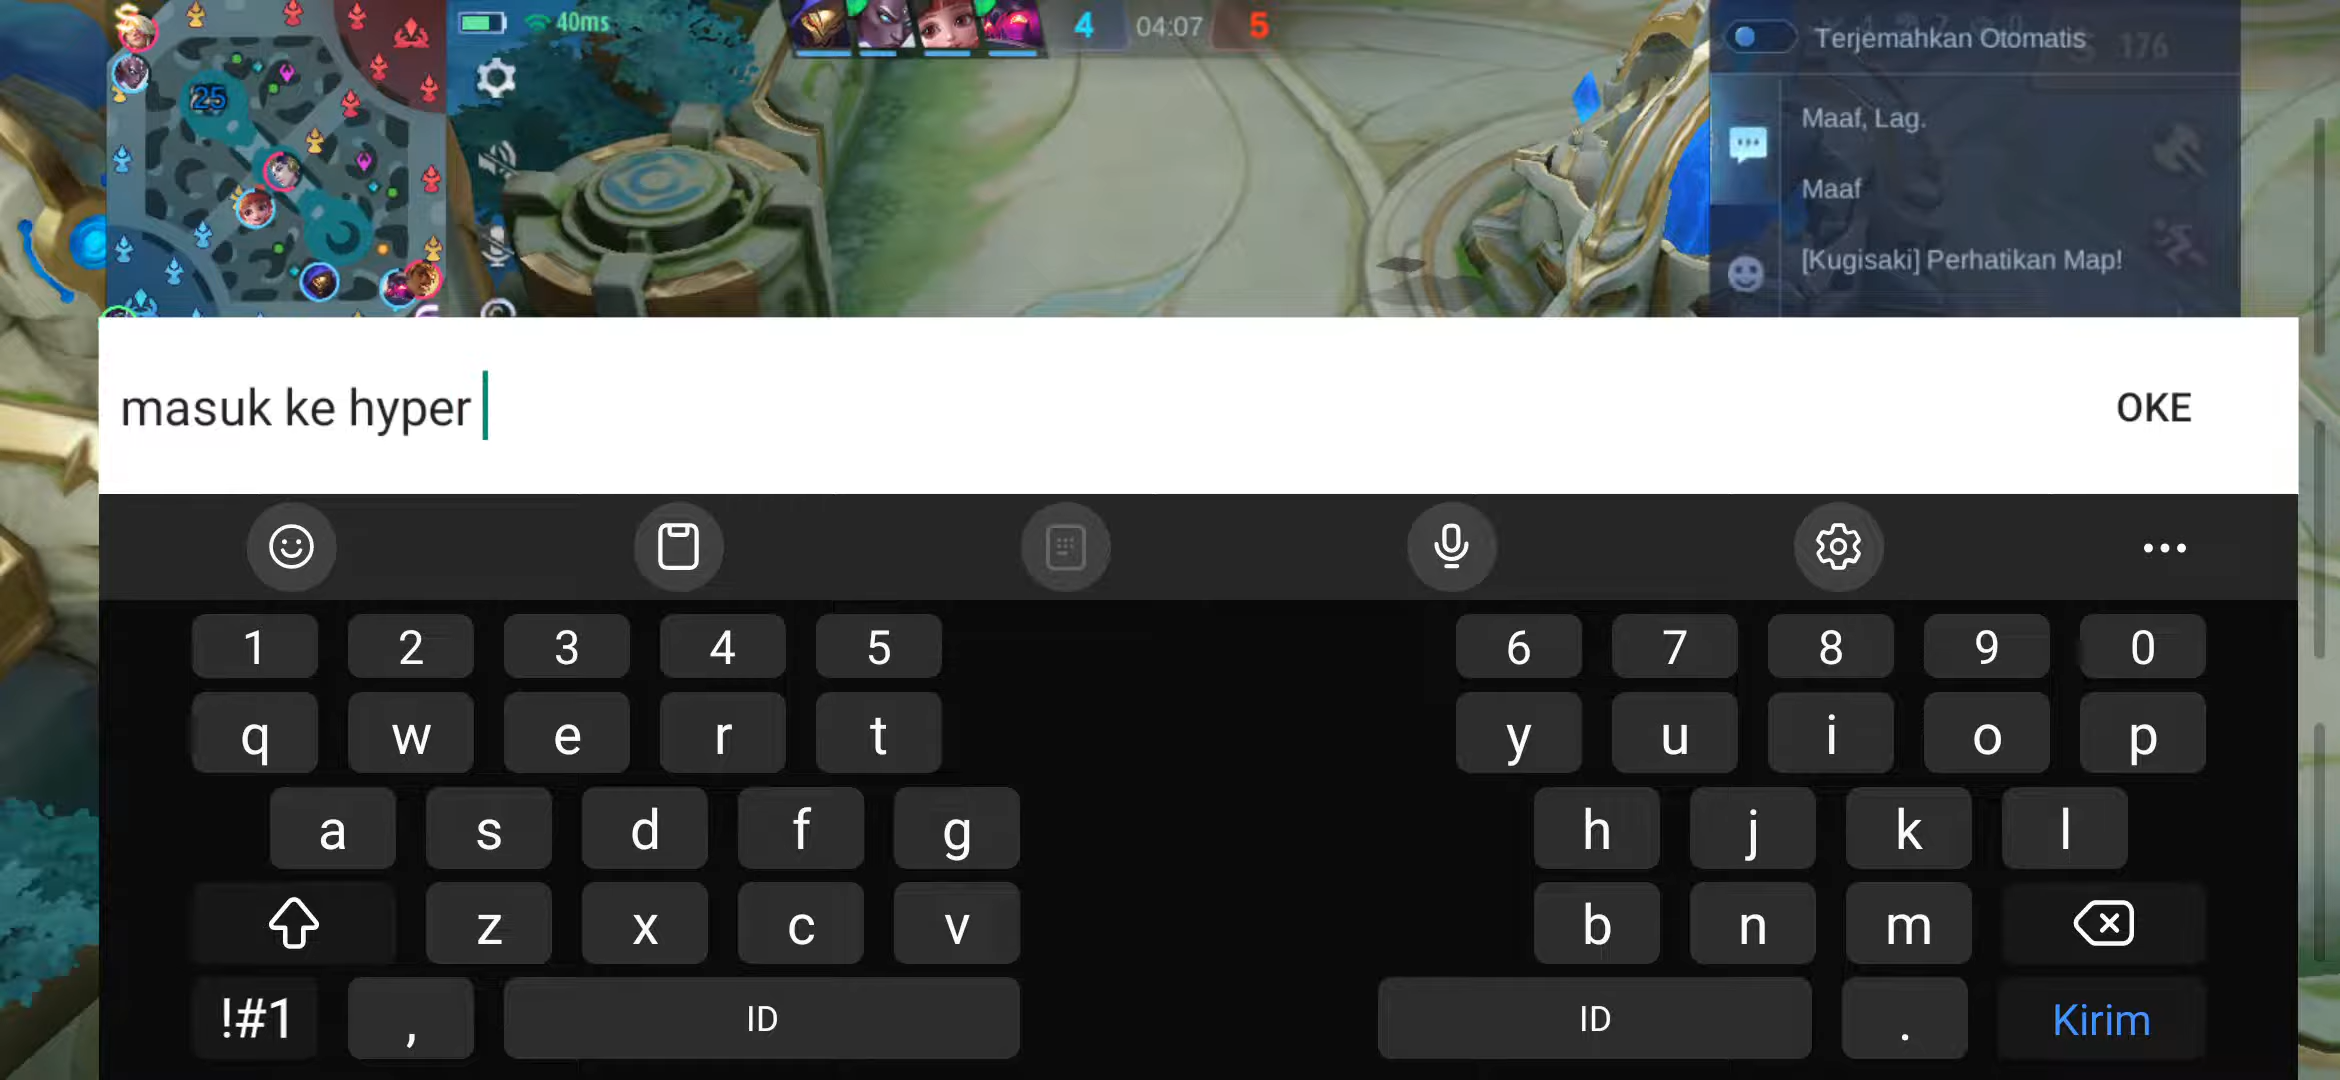 25
40ms
4 04:07 5
Terjemahkan Otomatis
176
Maaf, Lag.
Maaf
[Kugisaki] Perhatikan Map!
masuk ke hyper
OKE
1 2 3 4 5 6 7 8 9 0
q w e r t y u i o p
a s d f g h j k l
z x c v b n m
!#1 , ID ID . Kirim